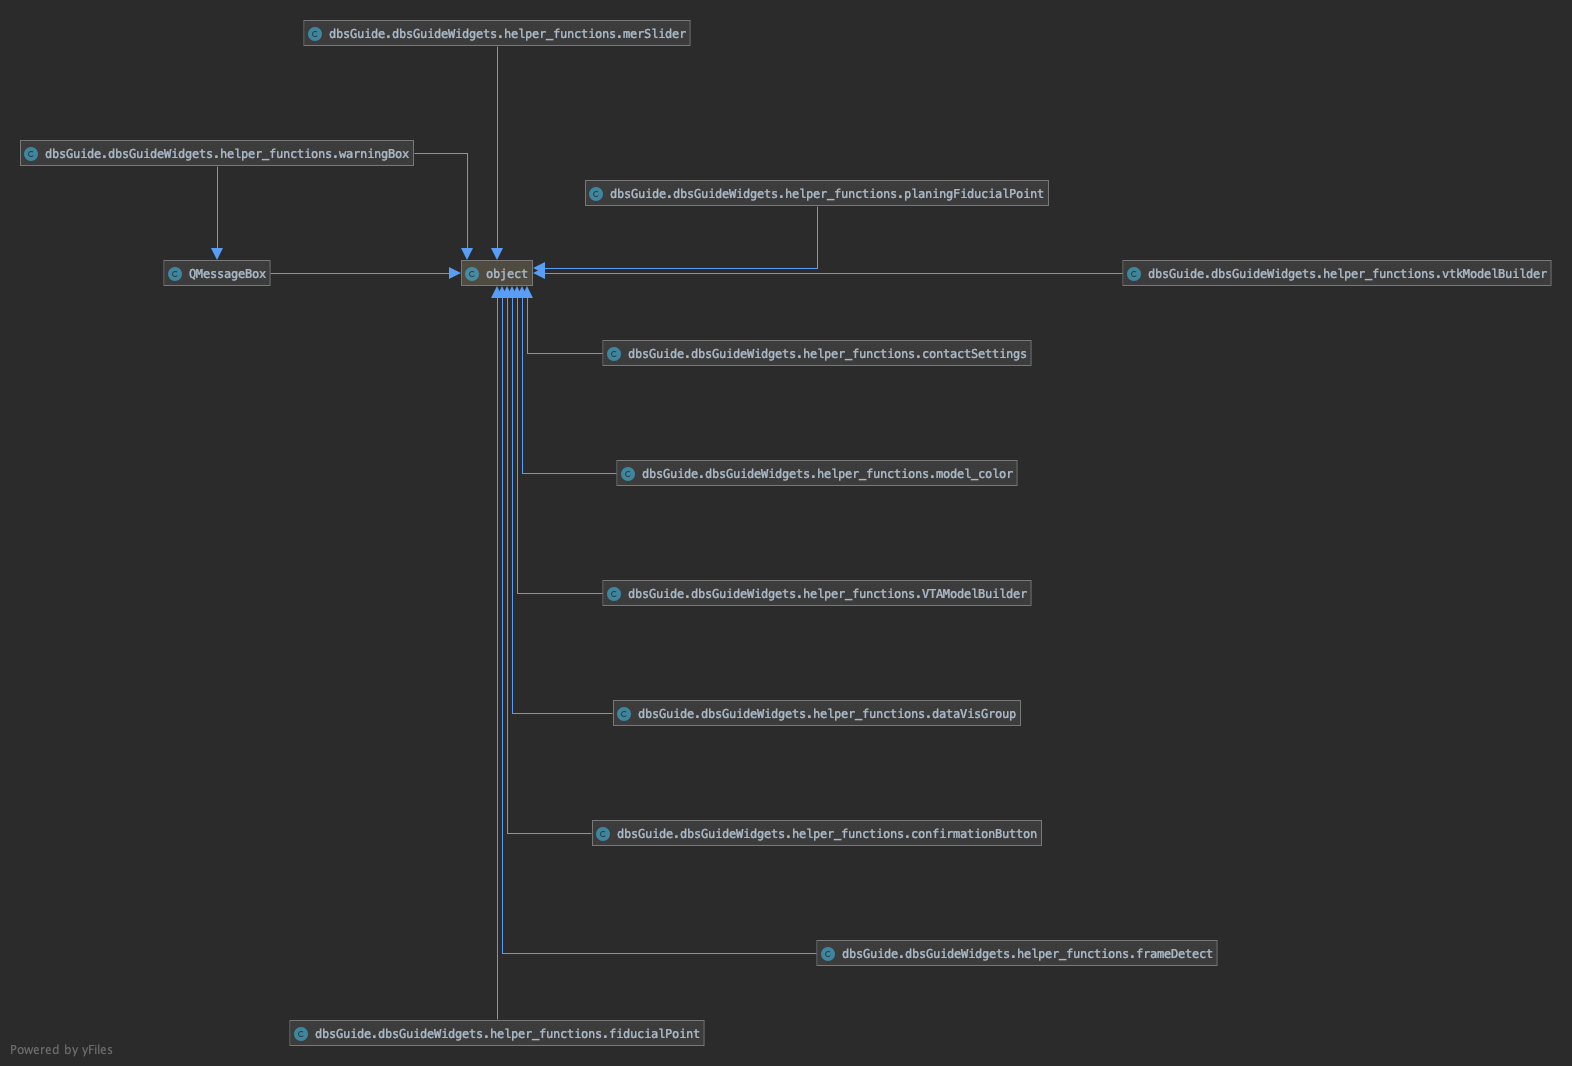 dbsGuide.dbsGuideWidgets.helper_functions.merSlider
dbsGuide.dbsGuideWidgets.helper_functions.warningBox
dbsGuide.dbsGuideWidgets.helper_functions.planingFiducialPoint
QMessageBox
object
dbsGuide.dbsGuideWidgets.helper_functions.vtkModelBuilder
dbsGuide.dbsGuideWidgets.helper_functions.contactSettings
dbsGuide.dbsGuideWidgets.helper_functions.model_color
dbsGuide.dbsGuideWidgets.helper_functions.VTAModelBuilder
dbsGuide.dbsGuideWidgets.helper_functions.dataVisGroup
dbsGuide.dbsGuideWidgets.helper_functions.confirmationButton
dbsGuide.dbsGuideWidgets.helper_functions.frameDetect
dbsGuide.dbsGuideWidgets.helper_functions.fiducialPoint
Powered by yFiles